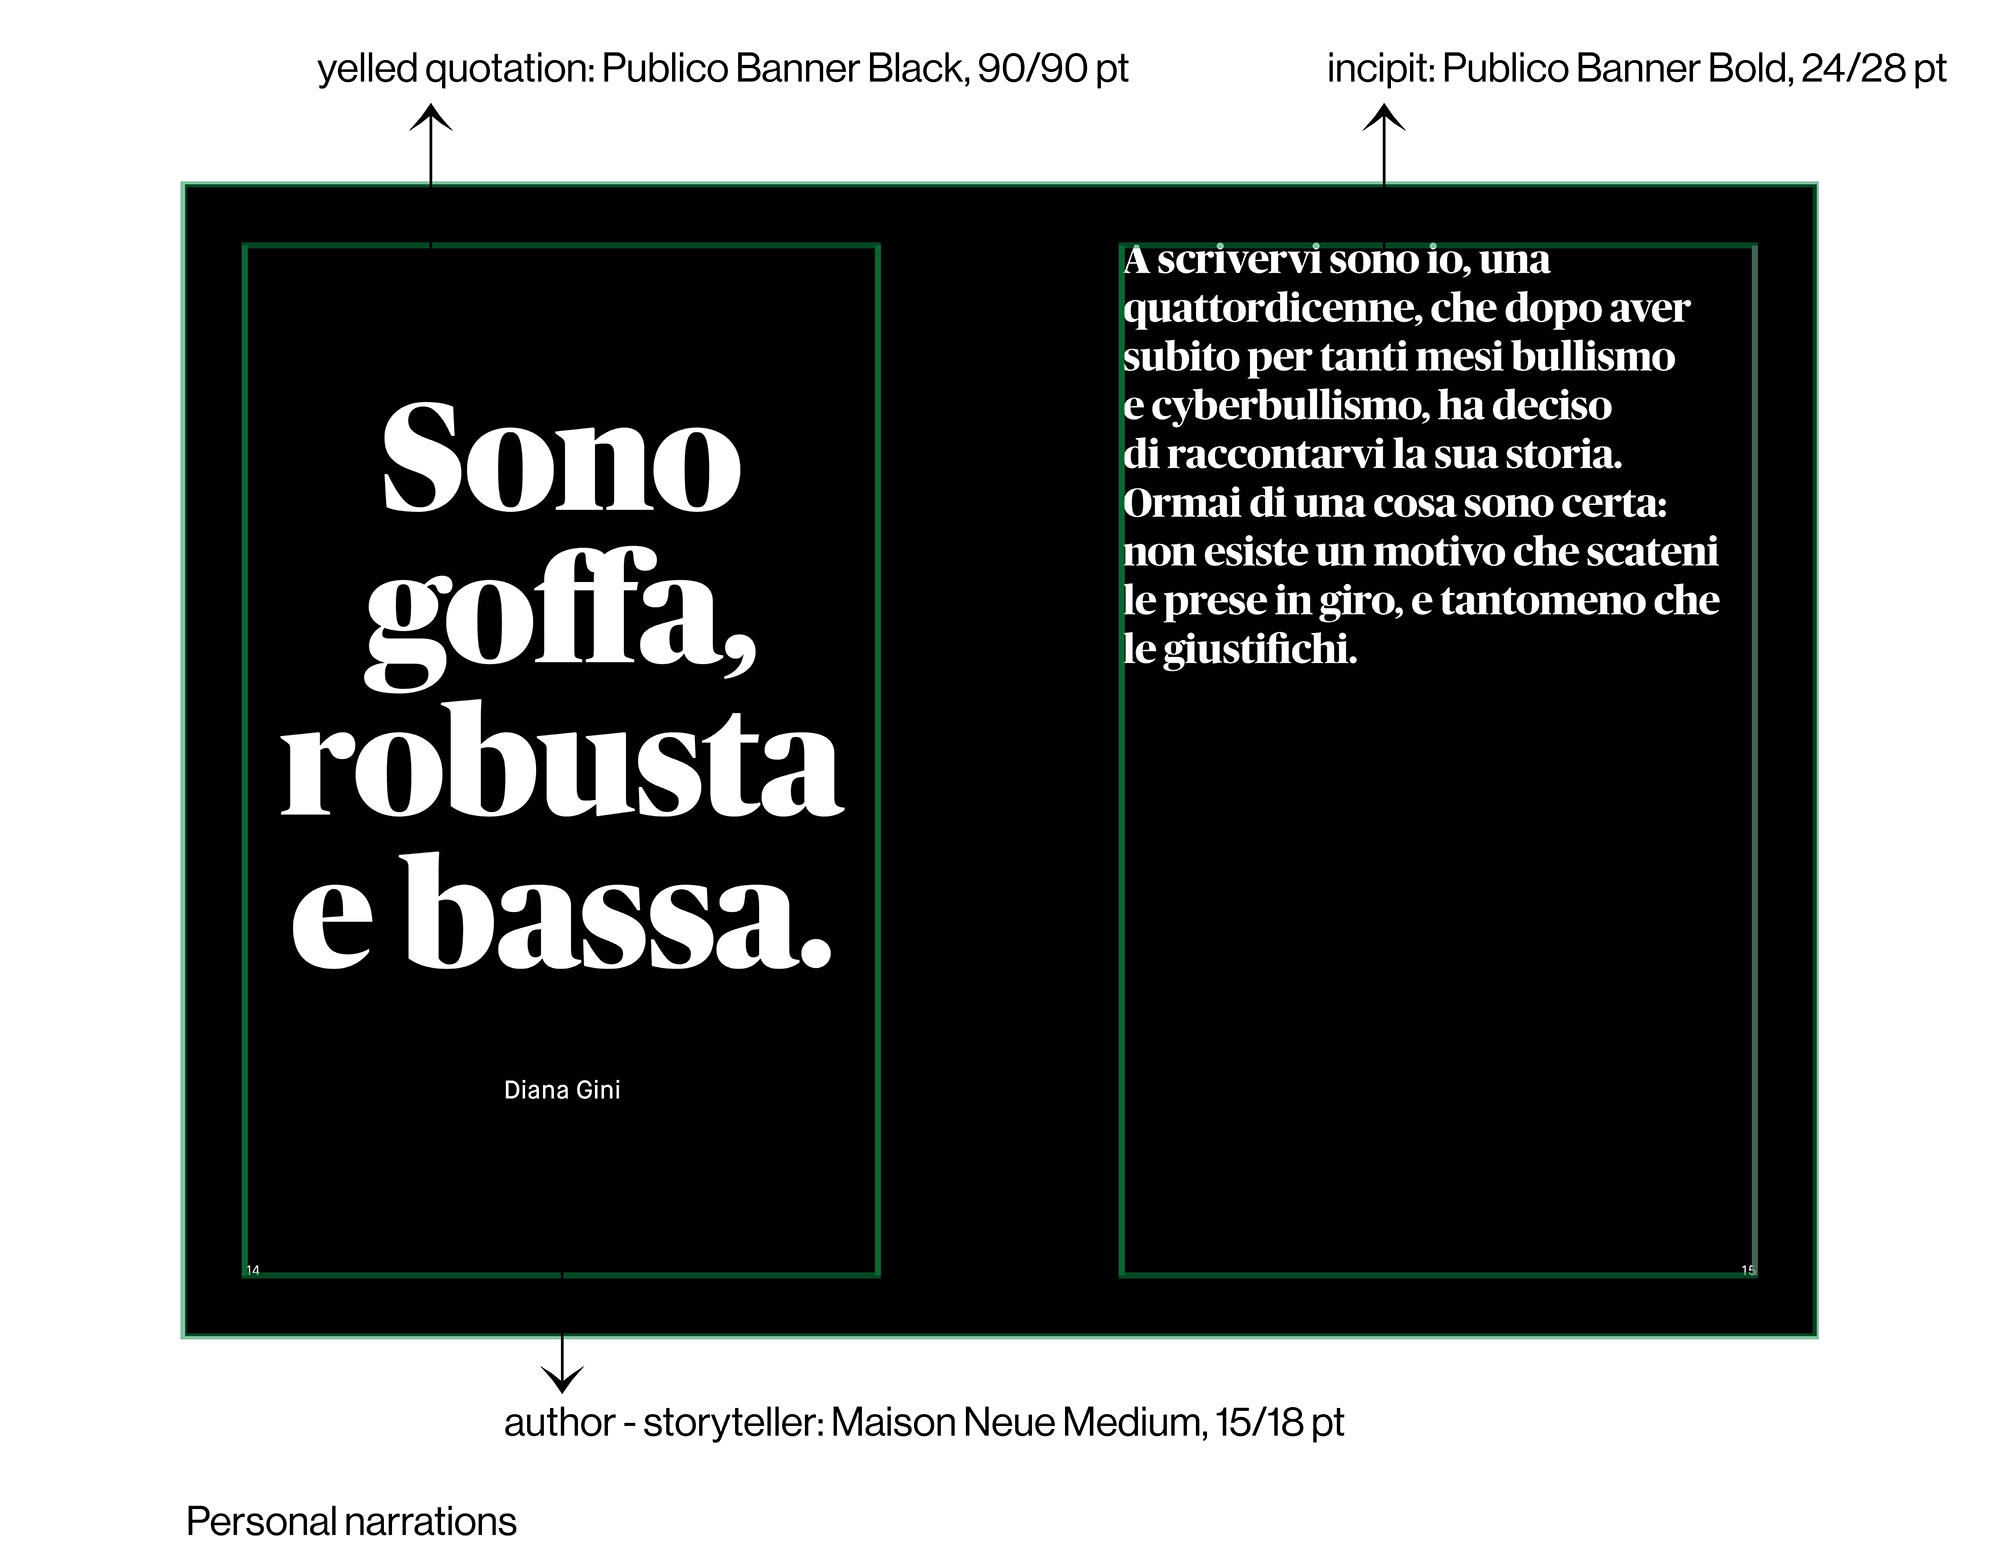 yelled quotation: Publico Banner Black, 90/90 pt
incipit: Publico Banner Bold, 24/28 pt
Sono
goffa,
robusta
e bassa.
Diana Gini
14
A scrivervi sono io, una
quattordicenne, che dopo aver
subito per tanti mesi bullismo
e cyberbullismo, ha deciso
di raccontarvi la sua storia.
Ormai di una cosa sono certa:
non esiste un motivo che scateni
le prese in giro, e tantomeno che
le giustifichi.
15
author - storyteller: Maison Neue Medium, 15/18 pt
Personal narrations